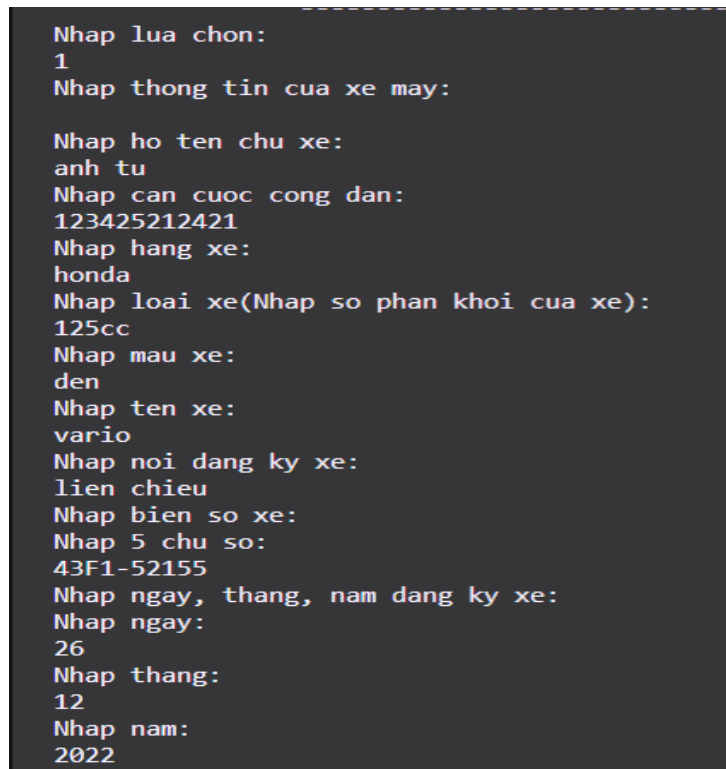 Nhap lua chon:
1
Nhap thong tin cua xe may:
Nhap ho ten chu xe:
anh tu
Nhap can cuoc cong dan:
123425212421
Nhap hang xe:
honda
Nhap loai xe(Nhap so phan khoi cua xe):
125cc
Nhap mau xe:
den
Nhap ten xe:
vario
Nhap noi dang ky xe:
lien chieu
Nhap bien so xe:
Nhap 5 chu so:
43F1-52155
Nhap ngay, thang, nam dang ky xe:
Nhap ngay:
26
Nhap thang:
12
Nhap nam:
2022